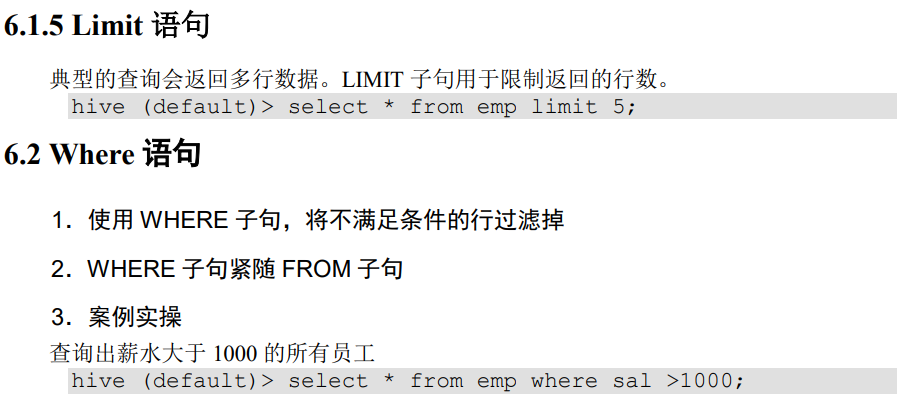 6.1.5 Limit 语句
典型的查询会返回多行数据。LIMIT 子句用于限制返回的行数。
hive (default)> select * from emp limit 5;
6.2 Where 语句
1．使用 WHERE 子句，将不满足条件的行过滤掉
2．WHERE 子句紧随 FROM 子句
3．案例实操
查询出薪水大于 1000 的所有员工
hive (default)> select * from emp where sal >1000;